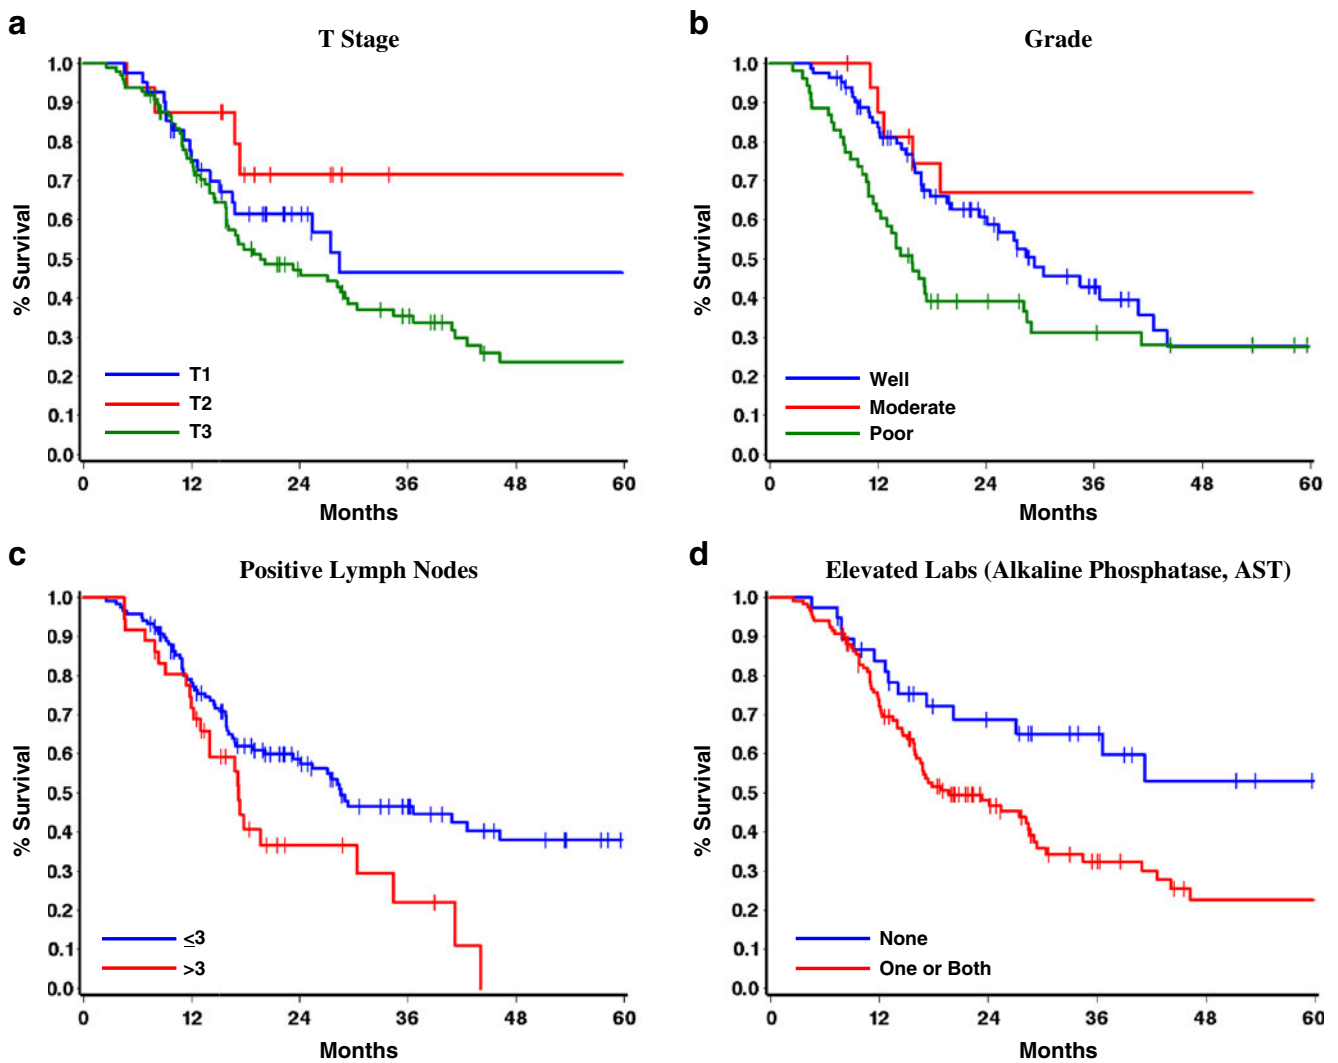 a
T Stage
% Survival
1.0
0.9
0.8
0.7
0.6
0.5
0.4
0.3
0.2
0.1
0.0
T1
T2
T3
0 12 24 36 48 60
Months
b
Grade
% Survival
1.0
0.9
0.8
0.7
0.6
0.5
0.4
0.3
0.2
0.1
0.0
Well
Moderate
Poor
0 12 24 36 48 60
Months
c
Positive Lymph Nodes
% Survival
1.0
0.9
0.8
0.7
0.6
0.5
0.4
0.3
0.2
0.1
0.0
≤3
>3
0 12 24 36 48 60
Months
d
Elevated Labs (Alkaline Phosphatase, AST)
% Survival
1.0
0.9
0.8
0.7
0.6
0.5
0.4
0.3
0.2
0.1
0.0
None
One or Both
0 12 24 36 48 60
Months